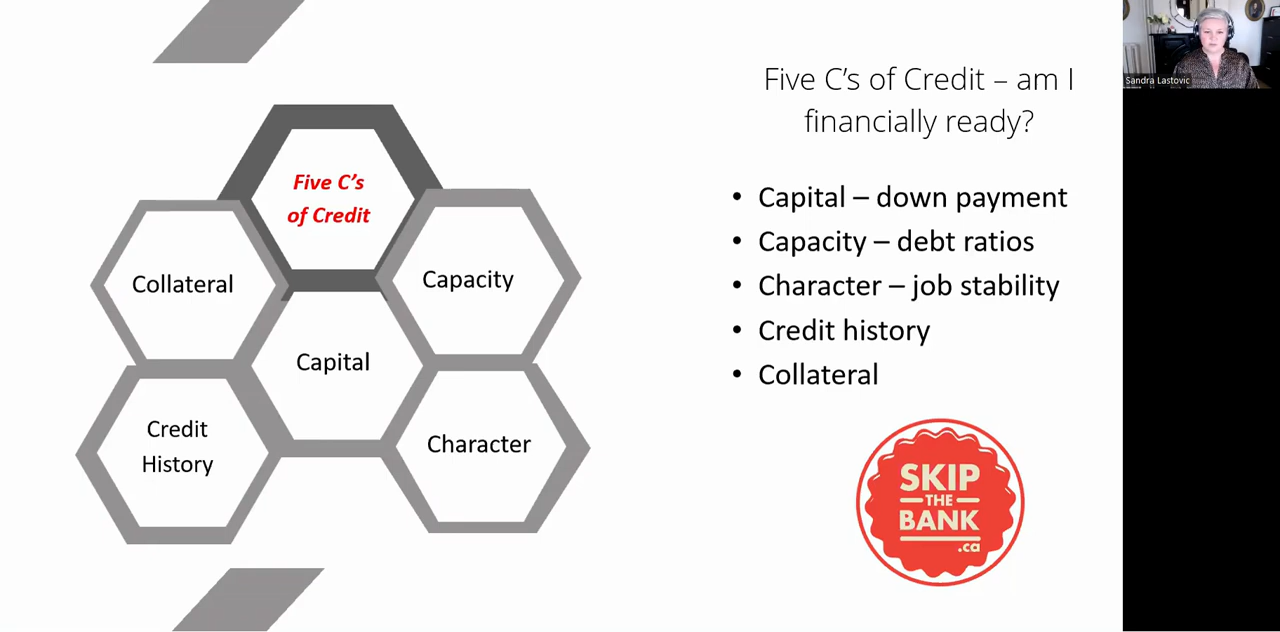 Five C's of Credit – am I
financially ready?
Five C's
of Credit
Collateral
Capacity
Capital
Credit
History
Character
• Capital – down payment
• Capacity – debt ratios
• Character – job stability
• Credit history
• Collateral
SKIP
THE
BANK
.ca
Sandra Lastovic